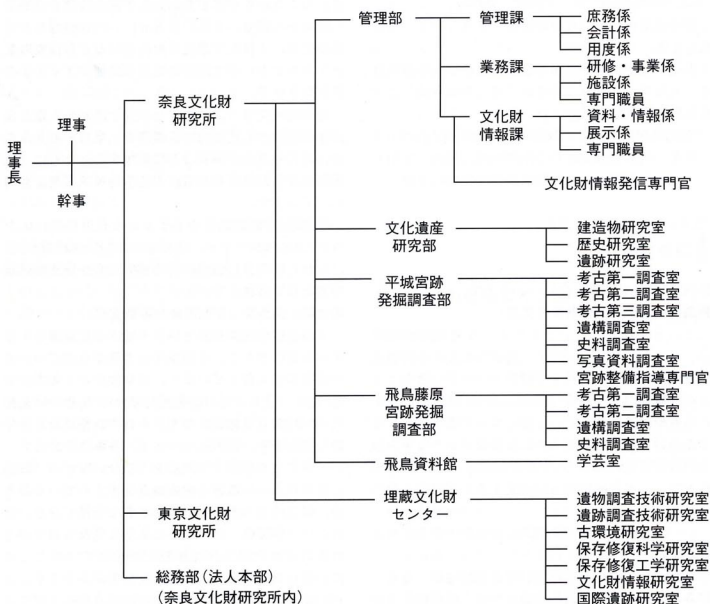 理事長
理事
幹事
奈良文化財
研究所
管理部
管理課
庶務係
会計係
用度係
業務課
研修・事業係
施設係
専門職員
文化財
情報課
資料・情報係
展示係
専門職員
文化財情報発信専門官
文化遺産
研究部
建造物研究室
歴史研究室
遺跡研究室
平城宮跡
発掘調査部
考古第一調査室
考古第二調査室
考古第三調査室
遺構調査室
史料調査室
写真資料調査室
宮跡整備指導専門官
飛鳥藤原
宮跡発掘
調査部
考古第一調査室
考古第二調査室
遺構調査室
史料調査室
飛鳥資料館
学芸室
埋蔵文化財
センター
遺物調査技術研究室
遺跡調査技術研究室
古環境研究室
保存修復科学研究室
保存修復工学研究室
文化財情報研究室
国際遺跡研究室
東京文化財
研究所
総務部(法人本部)
(奈良文化財研究所内)